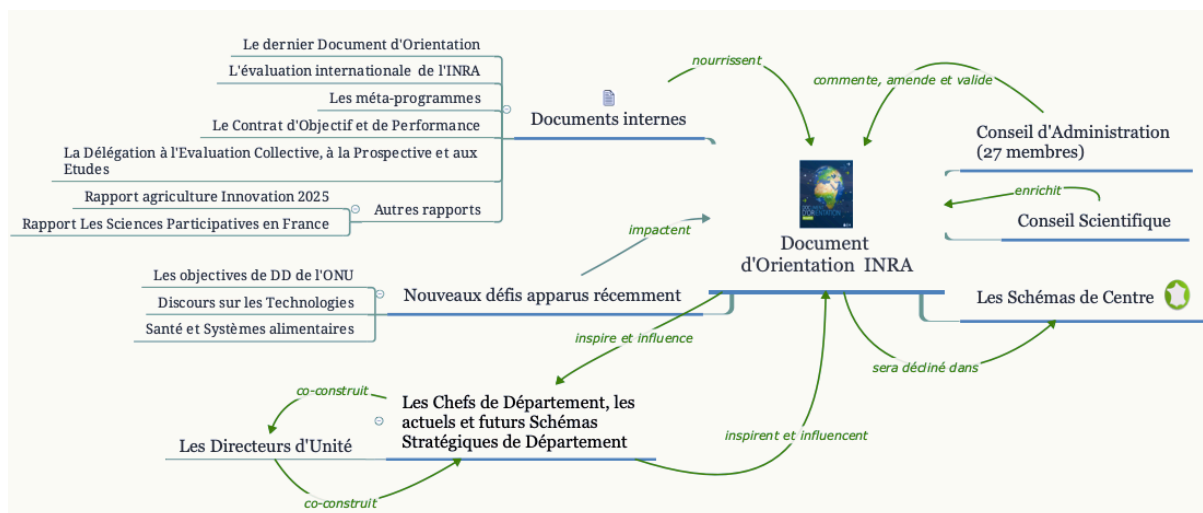 Le dernier Document d'Orientation
L'évaluation internationale de l'INRA
Les méta-programmes
Le Contrat d'Objectif et de Performance
La Délégation à l'Evaluation Collective, à la Prospective et aux
Etudes
Rapport agriculture Innovation 2025
Rapport Les Sciences Participatives en France
Autres rapports
Documents internes
nourrissent
commente, amende et valide
Conseil d'Administration
(27 membres)
enrichit
Conseil Scientifique
DOCUMENT
D'ORIENTATION
Document
d'Orientation INRA
impactent
Les objectives de DD de l'ONU
Discours sur les Technologies
Santé et Systèmes alimentaires
Nouveaux défis apparus récemment
Les Schémas de Centre
inspire et influence
sera décliné dans
co-construit
Les Chefs de Département, les
actuels et futurs Schémas
Stratégiques de Département
Les Directeurs d'Unité
inspirent et influencent
co-construit